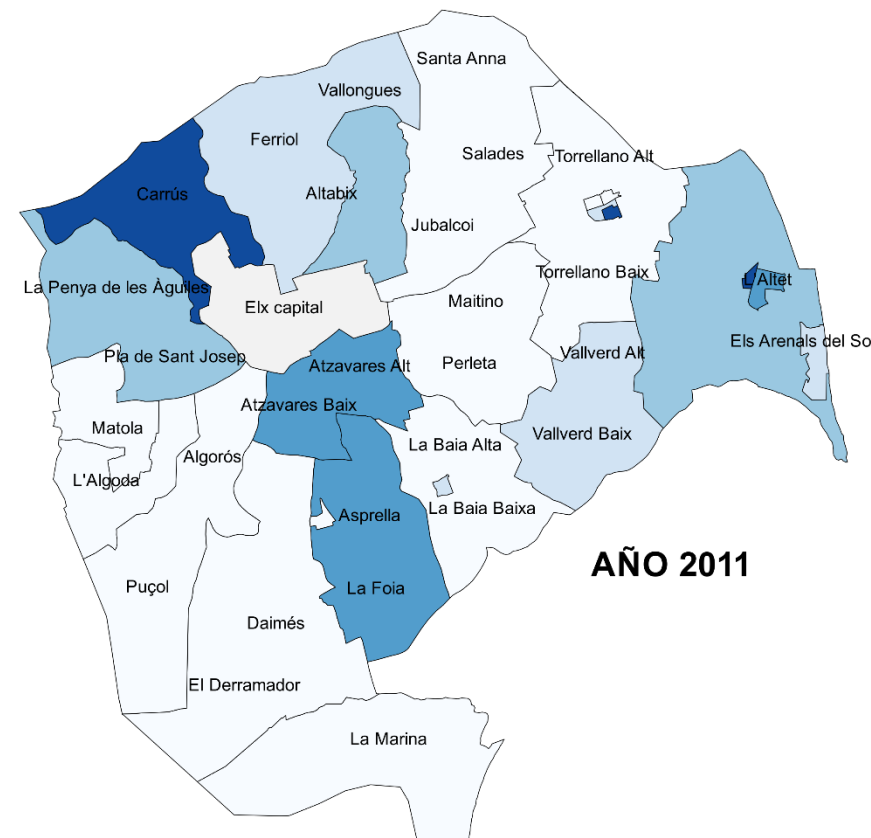 Santa Anna
Vallongues
Ferriol
Salades
Torrellano Alt
Carrús
Altabix
Jubalcoi
La Penya de les Àguiles
Torrellano Baix
L'Altet
Elx capital
Maitino
Els Arenals del So
Pla de Sant Josep
Atzavares Alt
Perleta
Vallverd Alt
Atzavares Baix
Matola
Algorós
La Baia Alta
Vallverd Baix
L'Algoda
Asprella
La Baia Baixa
AÑO 2011
Puçol
La Foia
Daimés
El Derramador
La Marina